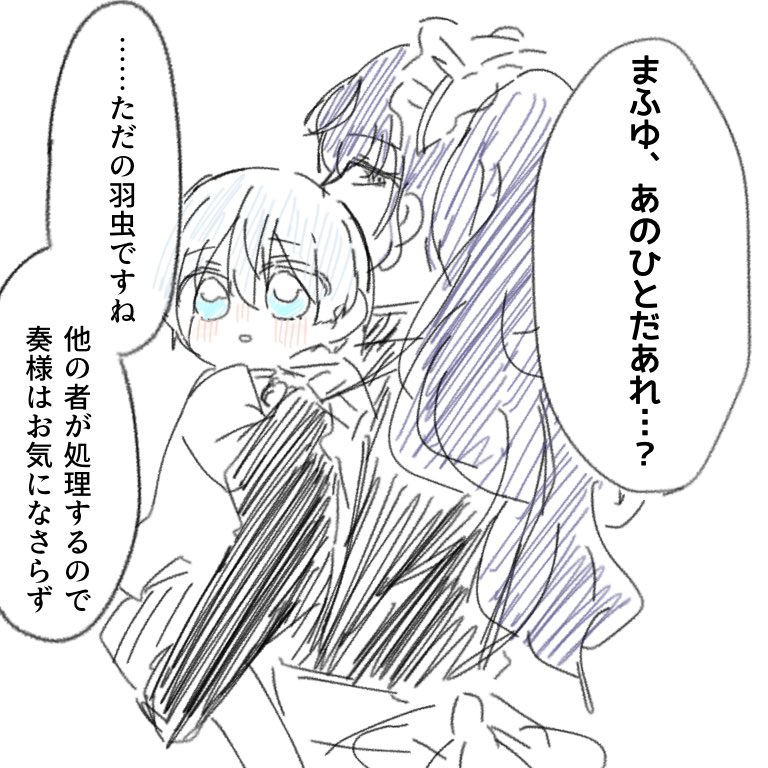 まふゆ、あのひとだあれ…?
……ただの羽虫ですね
他の者が処理するので
奏様はお気になさらず